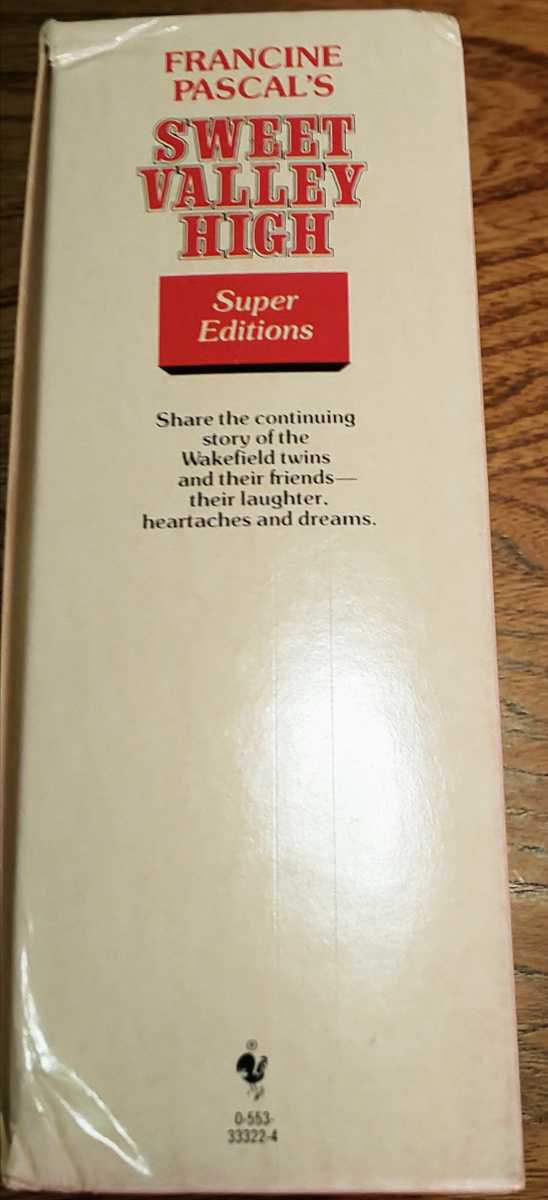 FRANCINE
PASCAL'S
SWEET
VALLEY
HIGH
Super
Editions
Share the continuing
story of the
Wakefield twins
and their friends—
their laughter,
heartaches and dreams.
®
0-553-
33322-4